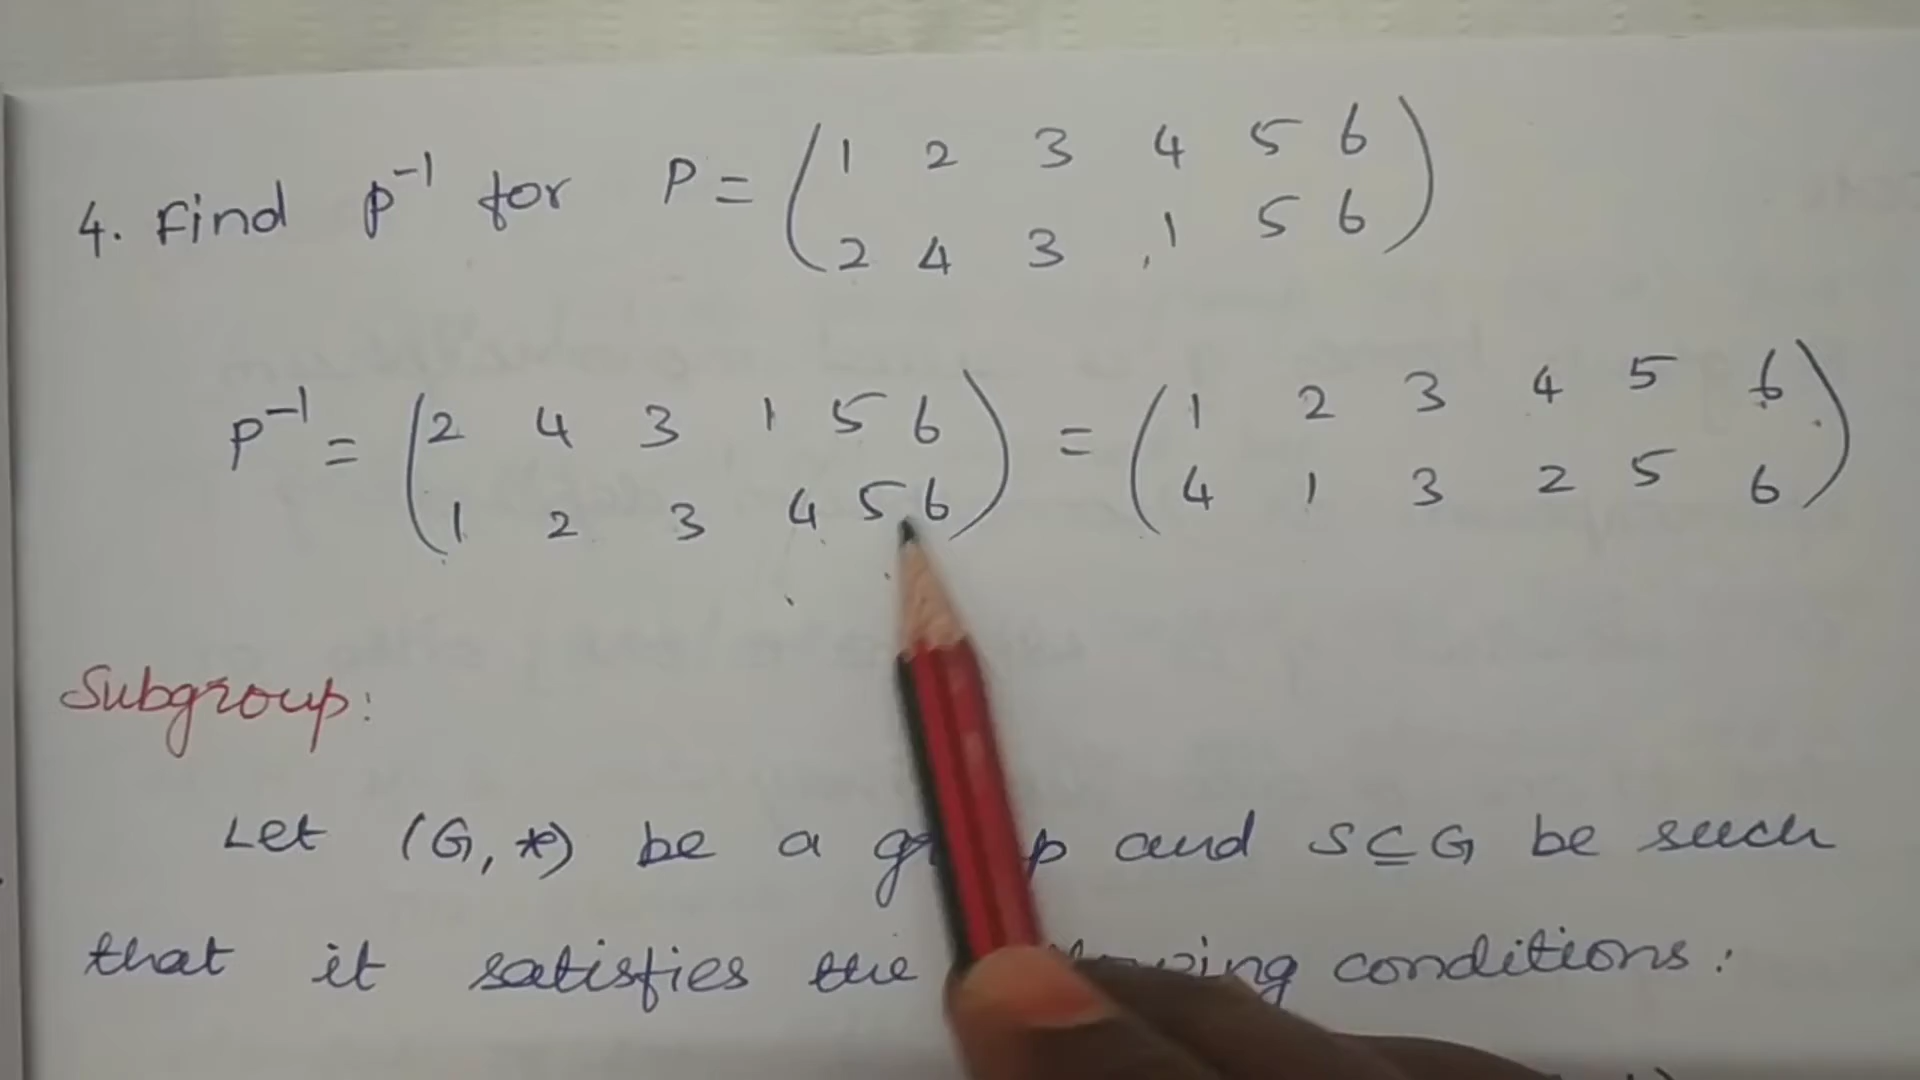 4. Find p⁻¹ for P = ( 1 2 3 4 5 6 )
( 2 4 3 1 5 6 )
P⁻¹ = ( 2 4 3 1 5 6 ) = ( 1 2 3 4 5 6 )
( 1 2 3 4 5 6 ) ( 4 1 3 2 5 6 )
Subgroup:
Let (G, *) be a and S⊆G be such
that it satisfies the conditions: